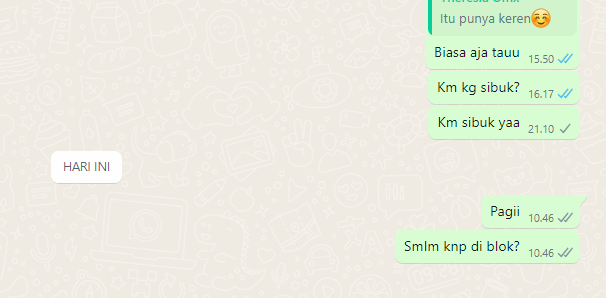 Itu punya keren☺️
Biasa aja tauu 15.50
Km kg sibuk? 16.17
Km sibuk yaa 21.10
HARI INI
Pagii 10.46
Smlm knp di blok? 10.46